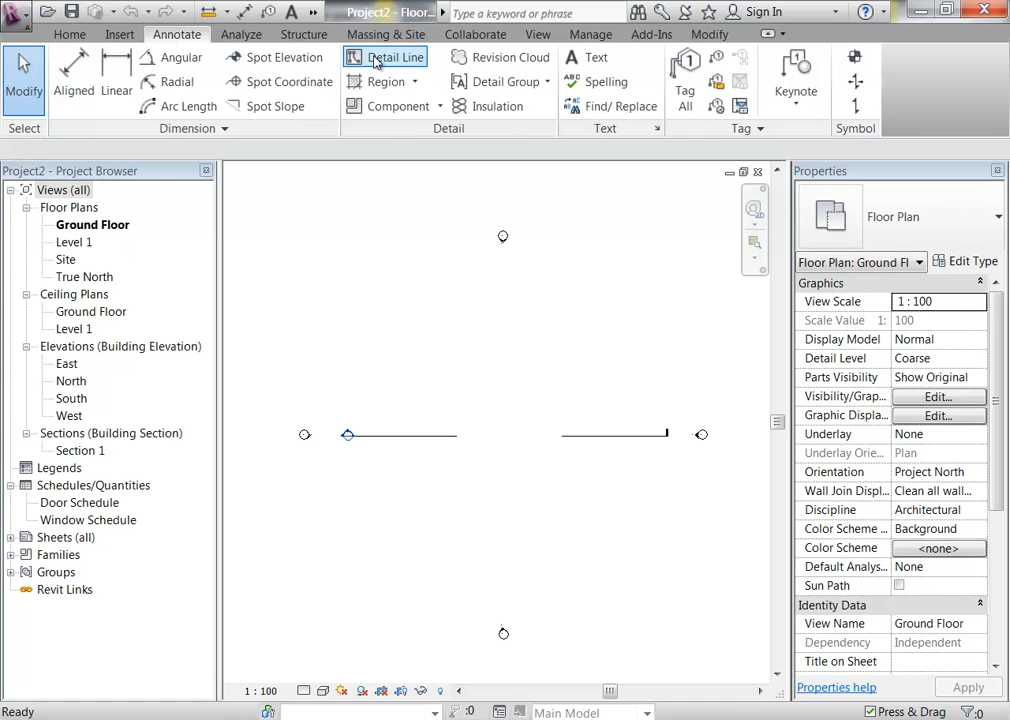 Project2 - Floor...
Type a keyword or phrase
Sign In
Home Insert Annotate Analyze Structure Massing & Site Collaborate View Manage Add-Ins Modify
Modify
Aligned
Linear
Angular
Radial
Arc Length
Spot Elevation
Spot Coordinate
Spot Slope
Detail Line
Region
Component
Revision Cloud
Detail Group
Insulation
Text
Spelling
Find/ Replace
Tag All
Keynote
Select Dimension Detail Text Tag Symbol
Project2 - Project Browser
Views (all)
Floor Plans
Ground Floor
Level 1
Site
True North
Ceiling Plans
Ground Floor
Level 1
Elevations (Building Elevation)
East
North
South
West
Sections (Building Section)
Section 1
Legends
Schedules/Quantities
Door Schedule
Window Schedule
Sheets (all)
Families
Groups
Revit Links
Properties
Floor Plan
Floor Plan: Ground Fl Edit Type
Graphics
View Scale 1 : 100
Scale Value 1: 100
Display Model Normal
Detail Level Coarse
Parts Visibility Show Original
Visibility/Grap... Edit...
Graphic Displa... Edit...
Underlay None
Underlay Orie... Plan
Orientation Project North
Wall Join Displ... Clean all wall...
Discipline Architectural
Color Scheme ... Background
Color Scheme <none>
Default Analys... None
Sun Path
Identity Data
View Name Ground Floor
Dependency Independent
Title on Sheet
Properties help Apply
1 : 100
Ready
:0
Main Model
Press & Drag
:0